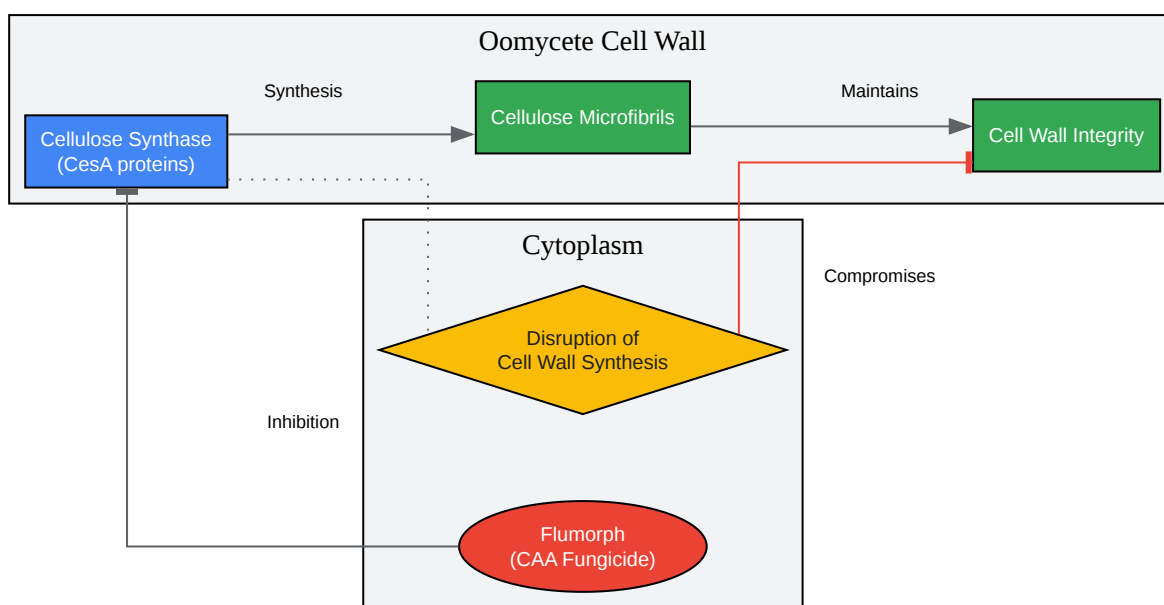 Oomycete Cell Wall
Synthesis
Maintains
Cellulose Microfibrils
Cellulose Synthase
(CesA proteins)
Cell Wall Integrity
Cytoplasm
Compromises
Disruption of
Cell Wall Synthesis
Inhibition
Flumorph
(CAA Fungicide)